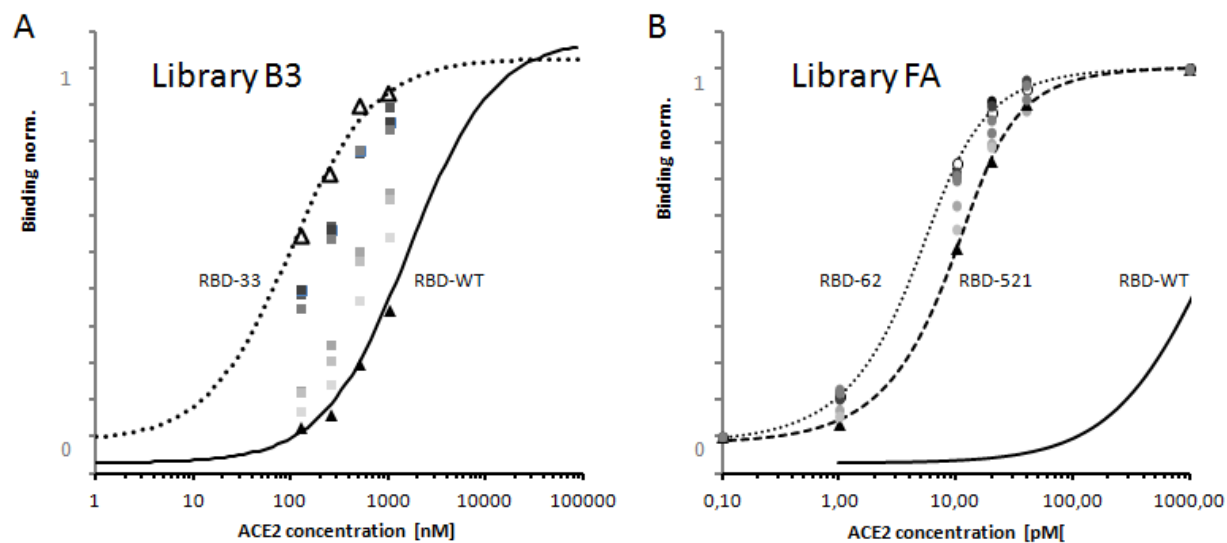 A
Library B3
1
Binding norm.
RBD-33
RBD-WT
0
1 10 100 1000 10000 100000
ACE2 concentration [nM]
B
Library FA
1
Binding norm.
RBD-62
RBD-521
RBD-WT
0
0,10 1,00 10,00 100,00 1000,00
ACE2 concentration [pM[